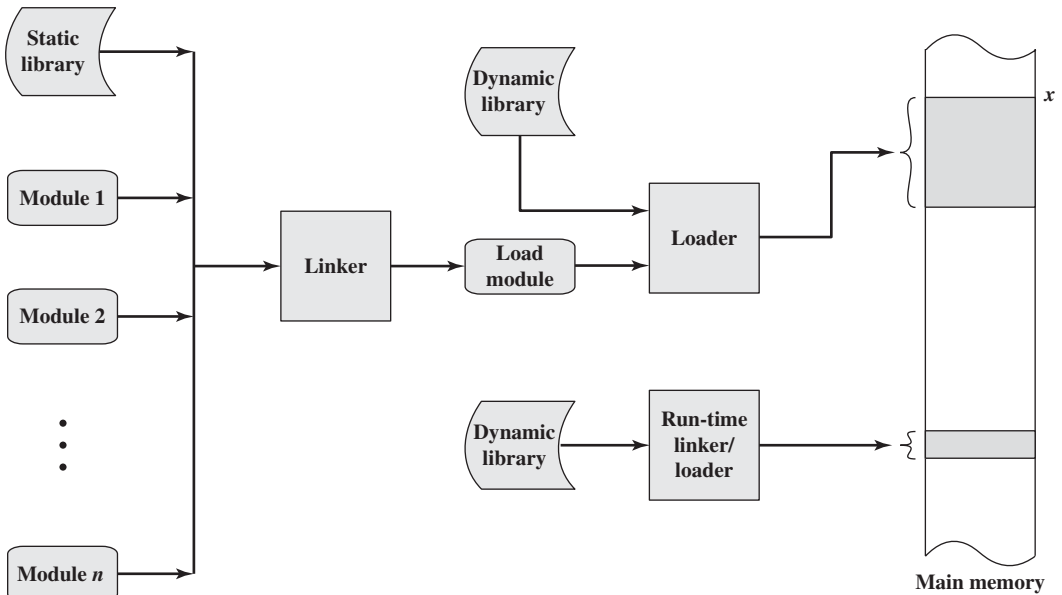 Static
library
Module 1
Module 2
Module n
Linker
Dynamic
library
Load
module
Loader
Dynamic
library
Run-time
linker/
loader
x
Main memory